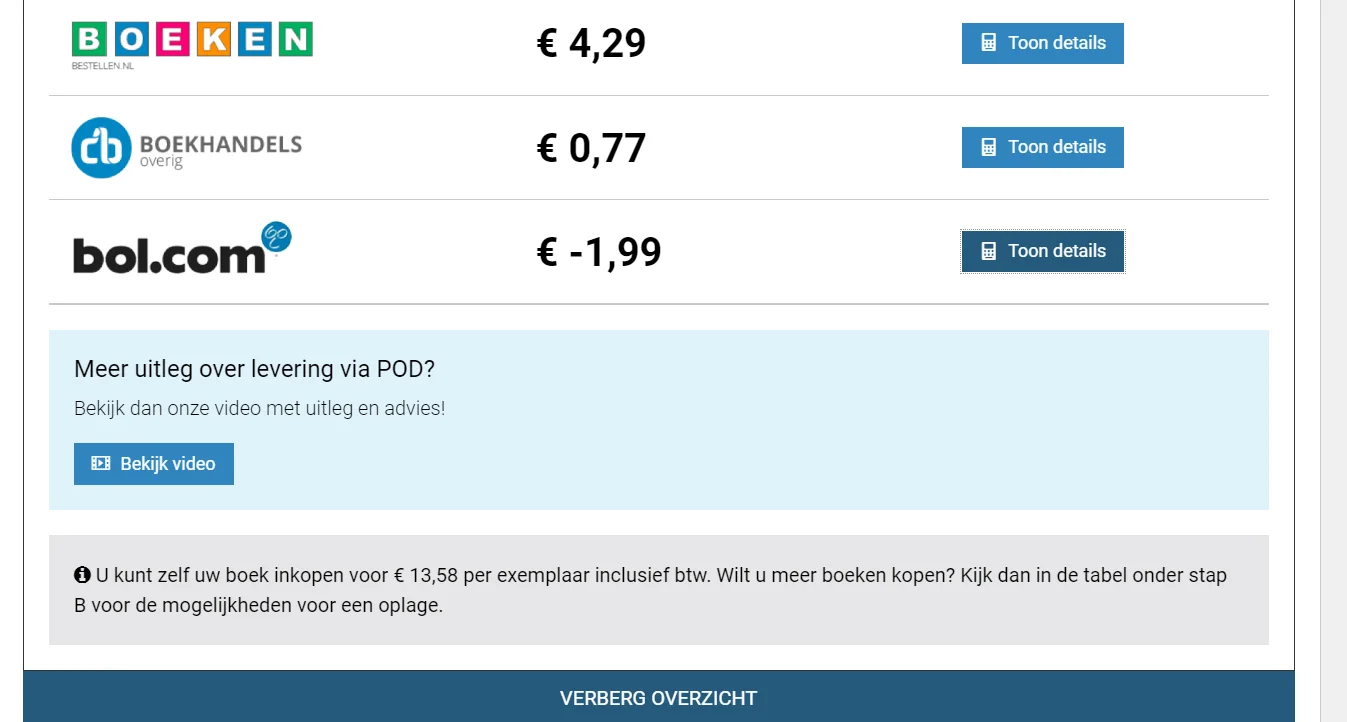 BOEKEN
BESTELLEN.NL
€ 4,29
Toon details
cb BOEKHANDELS
overig
€ 0,77
Toon details
bol.com
€ -1,99
Toon details
Meer uitleg over levering via POD?
Bekijk dan onze video met uitleg en advies!
Bekijk video
U kunt zelf uw boek inkopen voor € 13,58 per exemplaar inclusief btw. Wilt u meer boeken kopen? Kijk dan in de tabel onder stap
B voor de mogelijkheden voor een oplage.
VERBERG OVERZICHT